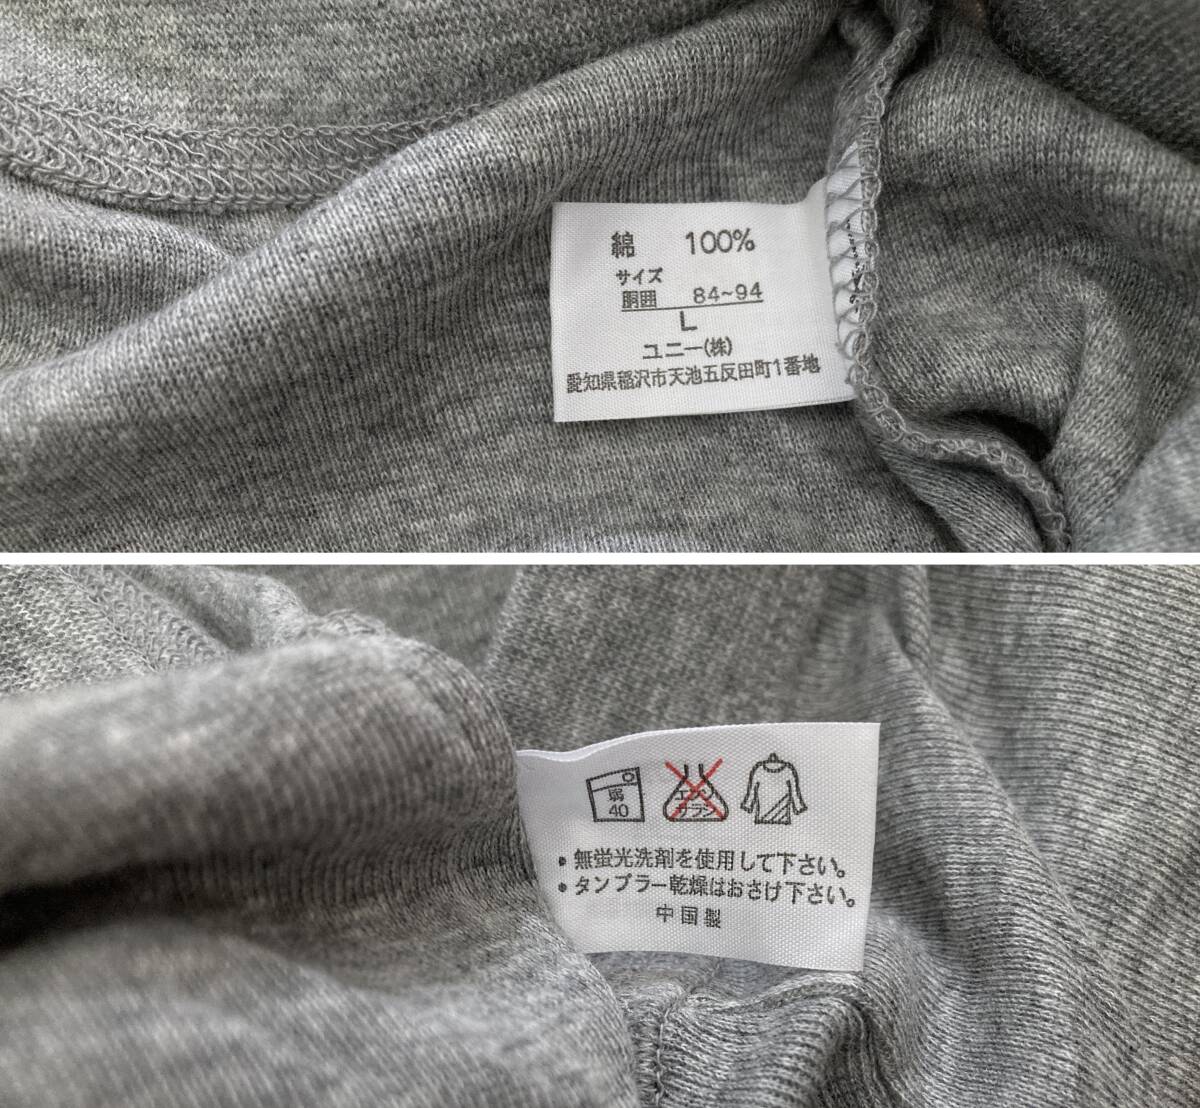 綿 100%
サイズ
胴囲 84~94
L
ユニー(株)
愛知県稲沢市天池五反田町1番地
弱
40
エンソ
サラシ
・無蛍光洗剤を使用して下さい。
・タンブラー乾燥はおさけ下さい。
中国製